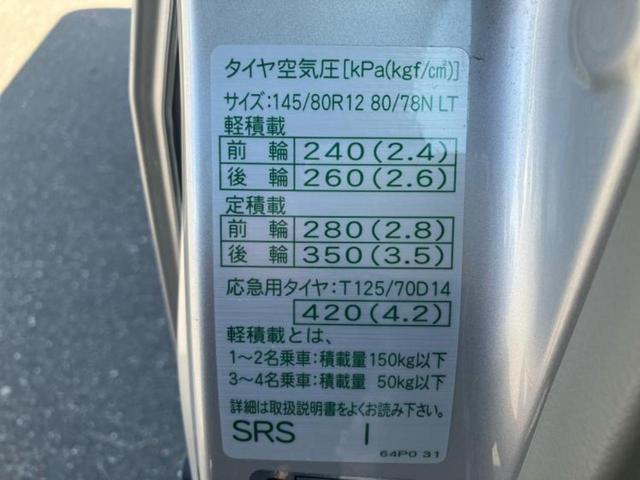 タイヤ空気圧[kPa(kgf/c㎡)]
サイズ:145/80R12 80/78N LT
軽積載
前 輪 240(2.4)
後 輪 260(2.6)
定積載
前 輪 280(2.8)
後 輪 350(3.5)
応急用タイヤ:T125/70D14
420(4.2)
軽積載とは、
1～2名乗車:積載量150kg以下
3～4名乗車:積載量 50kg以下
詳細は取扱説明書をよくお読み下さい。
SRS I
64P0 31